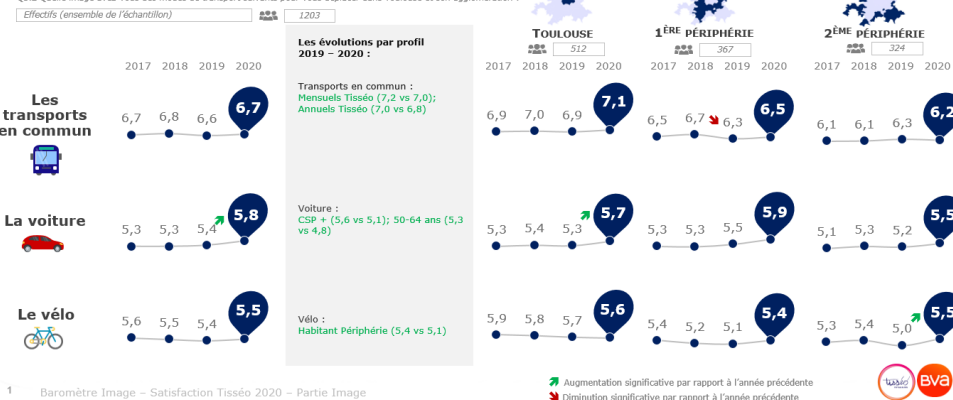 Effectifs (ensemble de l'échantillon) 1203
Les évolutions par profil
2019 – 2020 :
TOULOUSE
512
1ÈRE PÉRIPHÉRIE
367
2ÈME PÉRIPHÉRIE
324
2017 2018 2019 2020
2017 2018 2019 2020
2017 2018 2019 2020
2017 2018 2019 2020
Les
transports
en commun
6,7 6,8 6,6 6,7
Transports en commun :
Mensuels Tisséo (7,2 vs 7,0);
Annuels Tisséo (7,0 vs 6,8)
6,9 7,0 6,9 7,1
6,5 6,7 6,3 6,5
6,1 6,1 6,3 6,2
La voiture
5,3 5,3 5,4 5,8
Voiture :
CSP + (5,6 vs 5,1); 50-64 ans (5,3
vs 4,8)
5,3 5,4 5,3 5,7
5,3 5,3 5,5 5,9
5,1 5,3 5,2 5,5
Le vélo
5,6 5,5 5,4 5,5
Vélo :
Habitant Périphérie (5,4 vs 5,1)
5,9 5,8 5,7 5,6
5,4 5,2 5,1 5,4
5,3 5,4 5,0 5,5
1 Baromètre Image – Satisfaction Tisséo 2020 – Partie Image
Augmentation significative par rapport à l'année précédente
Diminution significative par rapport à l'année précédente
tisséo
BVA